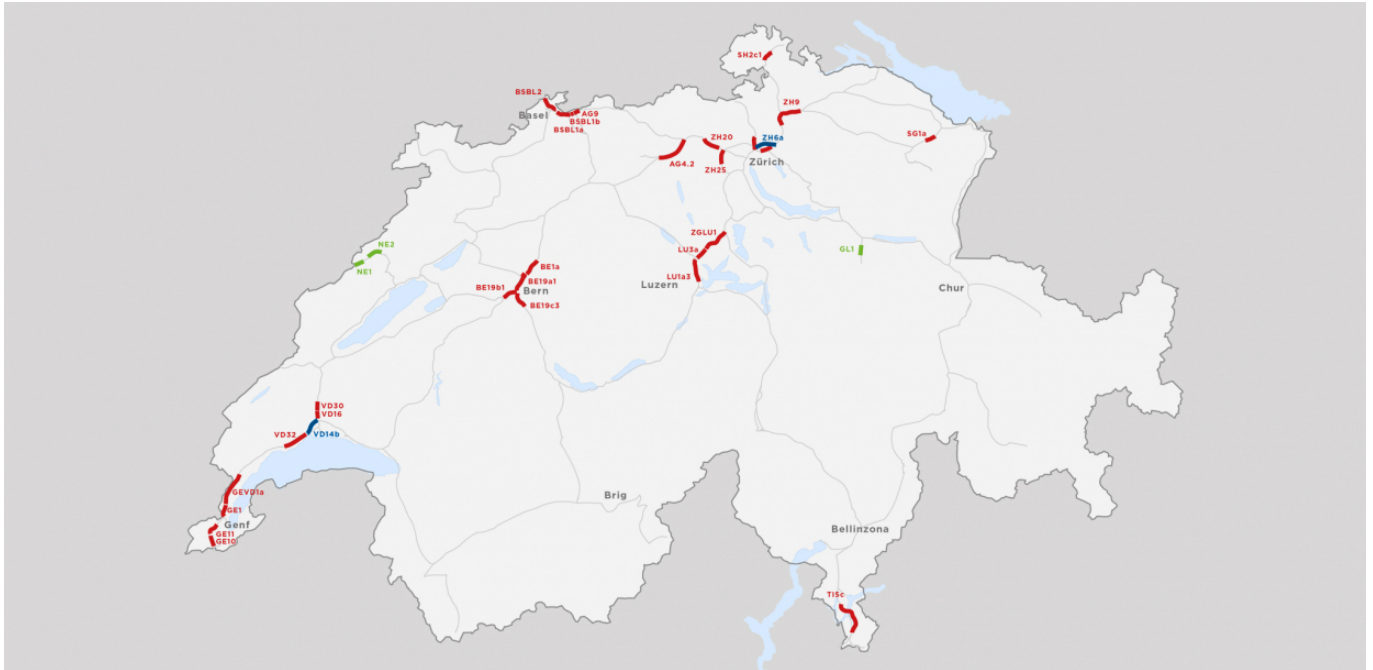 SH2c1
BSBL2
Basel
AG9
BSBL1b
BSBL1a
ZH9
ZH20
ZH6a
SG1a
AG4.2
ZH25
Zürich
ZGLU1
NE2
NE1
LU3a
GL1
BE1a
BE19a1
BE19b1
Bern
BE19c3
LU1a3
Luzern
Chur
VD30
VD16
VD32
VD14b
GEVD1a
GE1
Genf
GE11
GE10
Brig
Bellinzona
TI5c